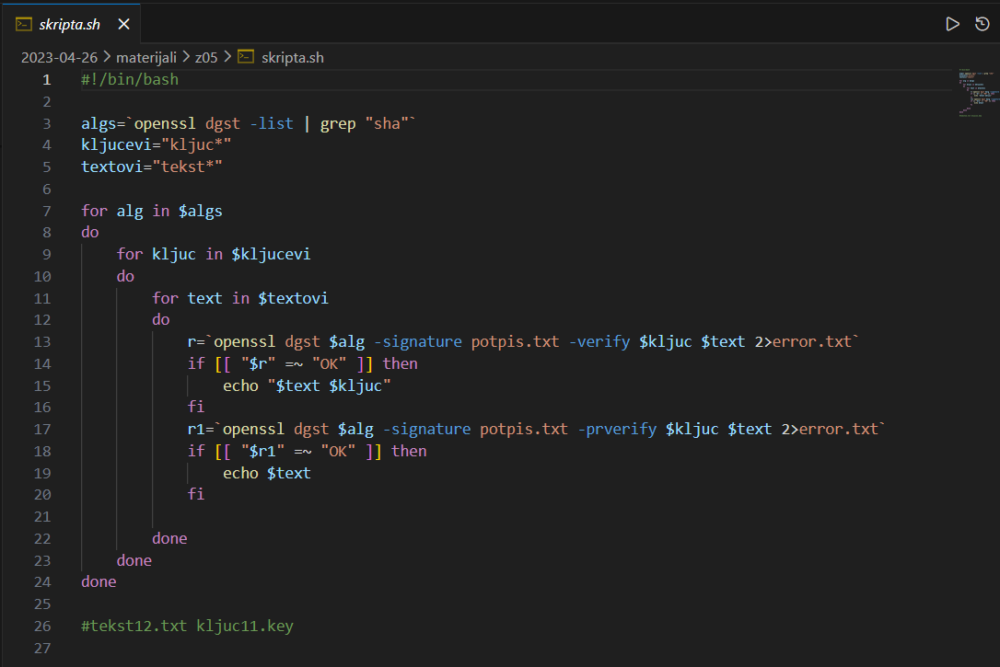 skripta.sh
2023-04-26 > materijali > z05 > skripta.sh
1 #!/bin/bash
2
3 algs=`openssl dgst -list | grep "sha"`
4 kljucevi="kljuc*"
5 textovi="tekst*"
6
7 for alg in $algs
8 do
9     for kljuc in $kljucevi
10     do
11         for text in $textovi
12         do
13             r=`openssl dgst $alg -signature potpis.txt -verify $kljuc $text 2>error.txt`
14             if [[ "$r" =~ "OK" ]] then
15                 echo "$text $kljuc"
16             fi
17             r1=`openssl dgst $alg -signature potpis.txt -prverify $kljuc $text 2>error.txt`
18             if [[ "$r1" =~ "OK" ]] then
19                 echo $text
20             fi
21
22         done
23     done
24 done
25
26 #tekst12.txt kljuc11.key
27